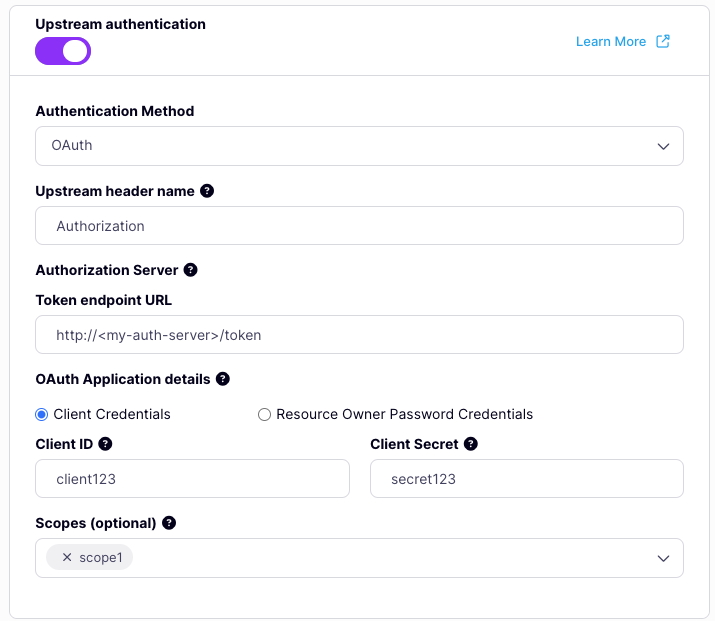 Upstream authentication
Learn More
Authentication Method
OAuth
Upstream header name ?
Authorization
Authorization Server ?
Token endpoint URL
http://<my-auth-server>/token
OAuth Application details ?
Client Credentials Resource Owner Password Credentials
Client ID ? Client Secret ?
client123 secret123
Scopes (optional) ?
× scope1